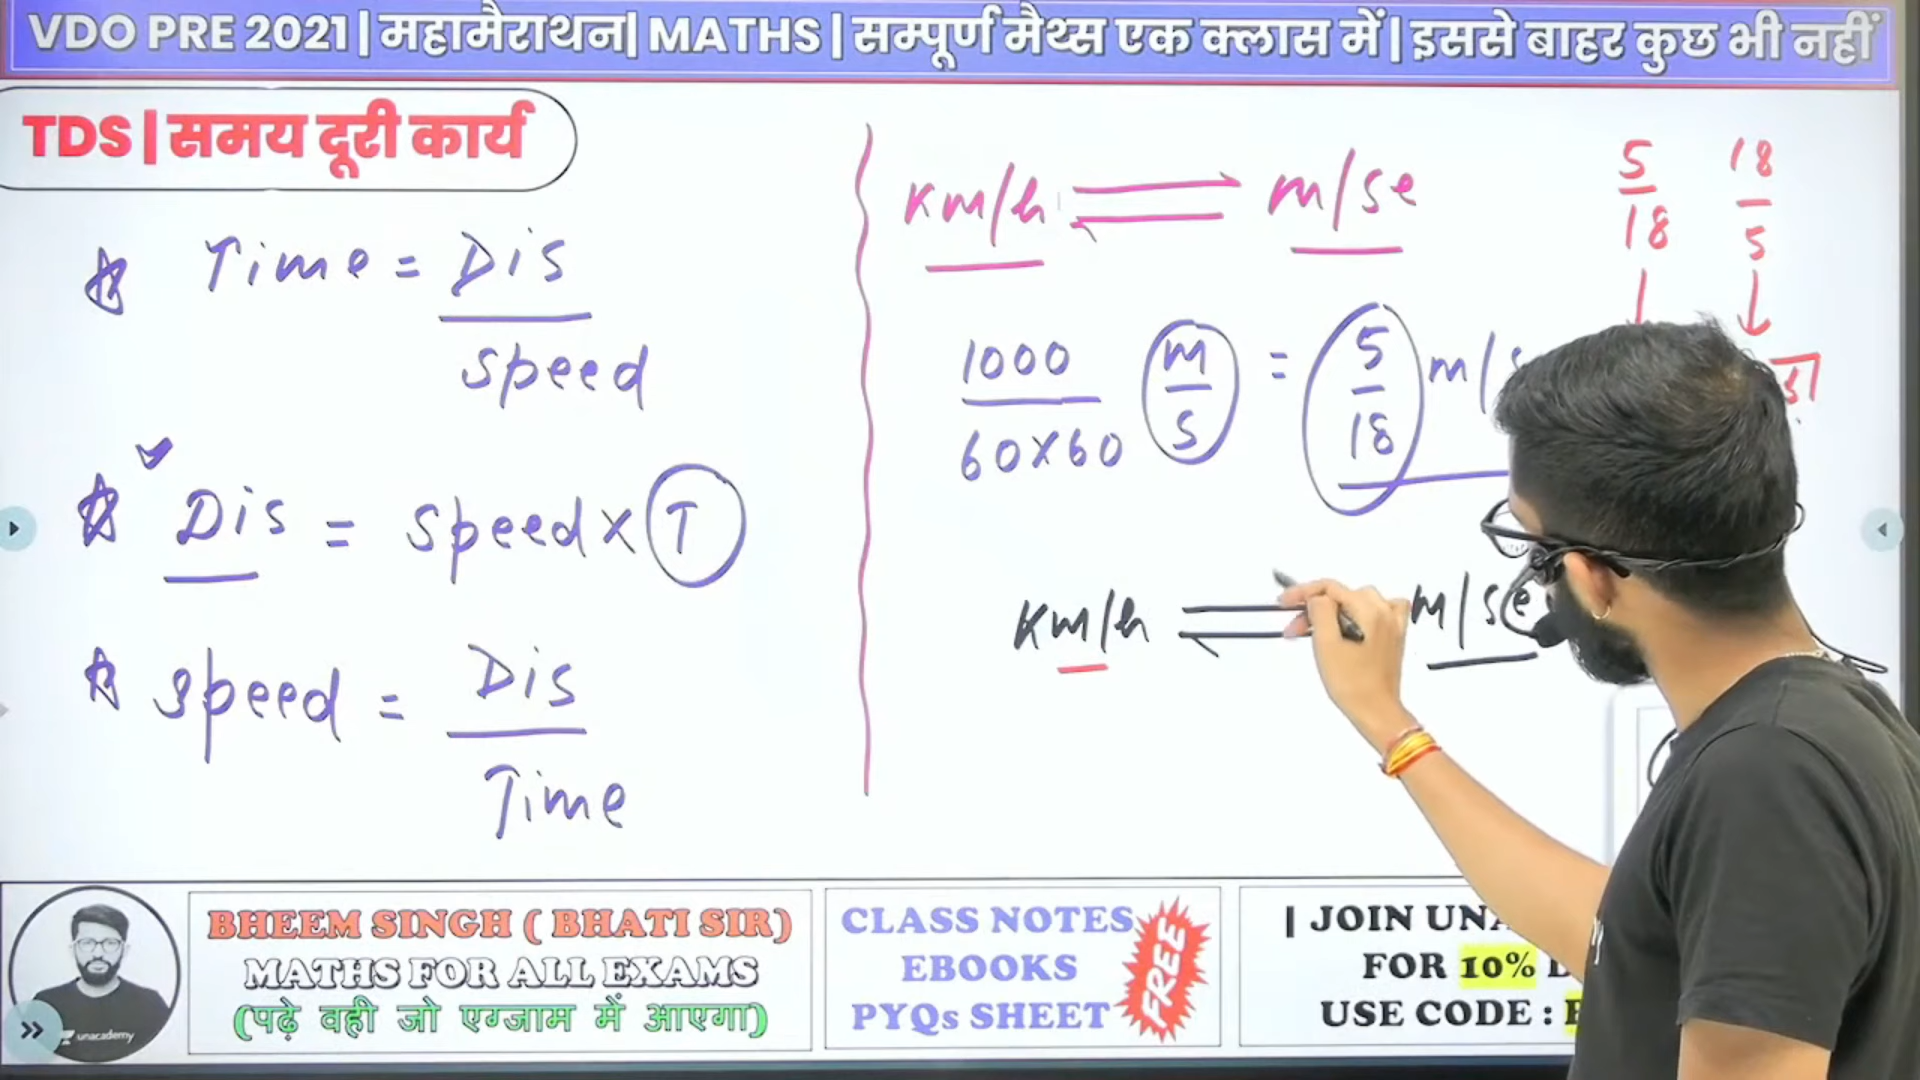 VDO PRE 2021 | महामैराथन| MATHS | सम्पूर्ण मैथ्स एक क्लास में | इससे बाहर कुछ भी नहीं
TDS | समय दूरी कार्य
Time = Dis
speed
Dis = speed × T
speed = Dis
Time
Km/h m/se
5 18
18 5
1000 m = 5 m/s
60×60 s 18
Km/h m/se
BHEEM SINGH ( BHATI SIR)
MATHS FOR ALL EXAMS
(पढ़े वही जो एग्जाम में आएगा)
unacademy
CLASS NOTES
EBOOKS
PYQs SHEET
FREE
| JOIN
FOR 10%
USE CODE :